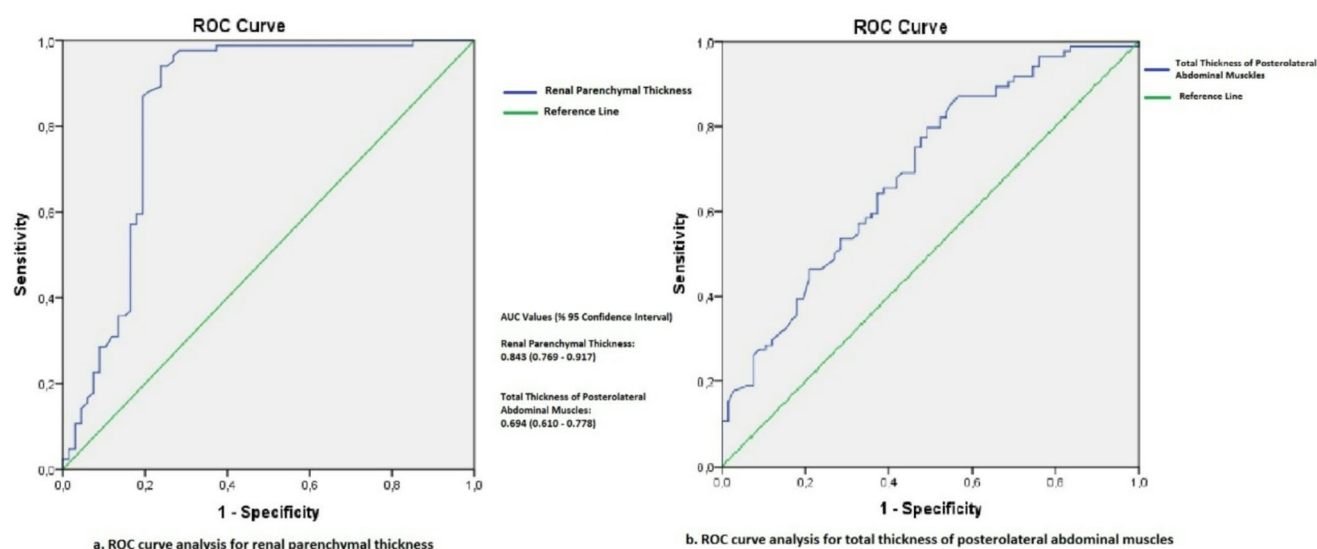 ROC Curve
1,0
0,8
0,6
0,4
0,2
0,0
0,0
0,2
0,4
0,6
0,8
1,0
Sensitivity
1 - Specificity
Renal Parenchymal Thickness
Reference Line
AUC Values (% 95 Confidence Interval)
Renal Parenchymal Thickness:
0.843 (0.769 - 0.917)
Total Thickness of Posterolateral
Abdominal Muscles:
0.694 (0.610 - 0.778)
a. ROC curve analysis for renal parenchymal thickness
ROC Curve
1,0
0,8
0,6
0,4
0,2
0,0
0,0
0,2
0,4
0,6
0,8
1,0
Sensitivity
1 - Specificity
Total Thickness of Posterolateral
Abdominal Musckles
Reference Line
b. ROC curve analysis for total thickness of posterolateral abdominal muscles